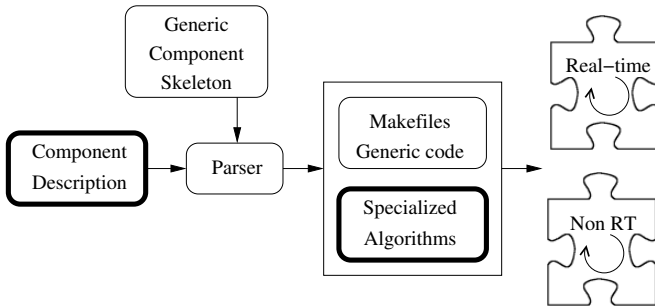 Generic
Component
Skeleton
Component
Description
Parser
Makefiles
Generic code
Specialized
Algorithms
Real−time
Non RT